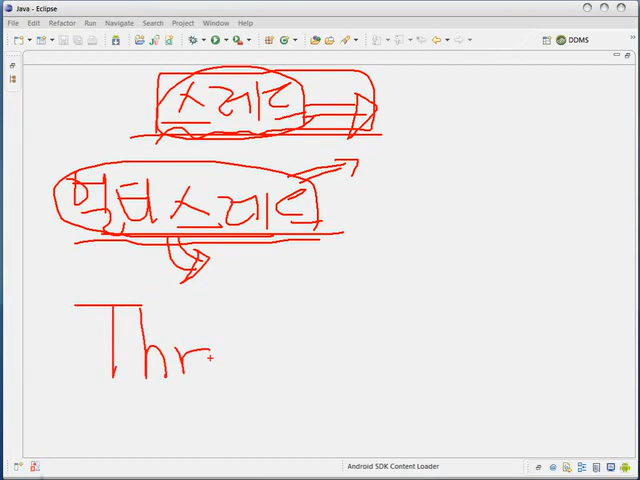 Java - Eclipse
File Edit Refactor Run Navigate Search Project Window Help
DDMS
스레드
멀티스레드
Thr
Android SDK Content Loader